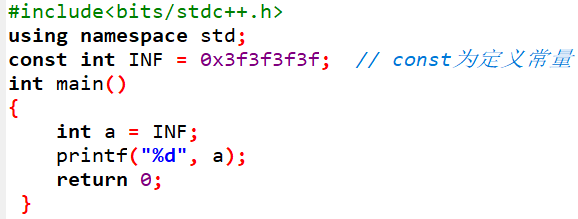 #include<bits/stdc++.h>
using namespace std;
const int INF = 0x3f3f3f3f;  // const为定义常量
int main()
{
    int a = INF;
    printf("%d", a);
    return 0;
}